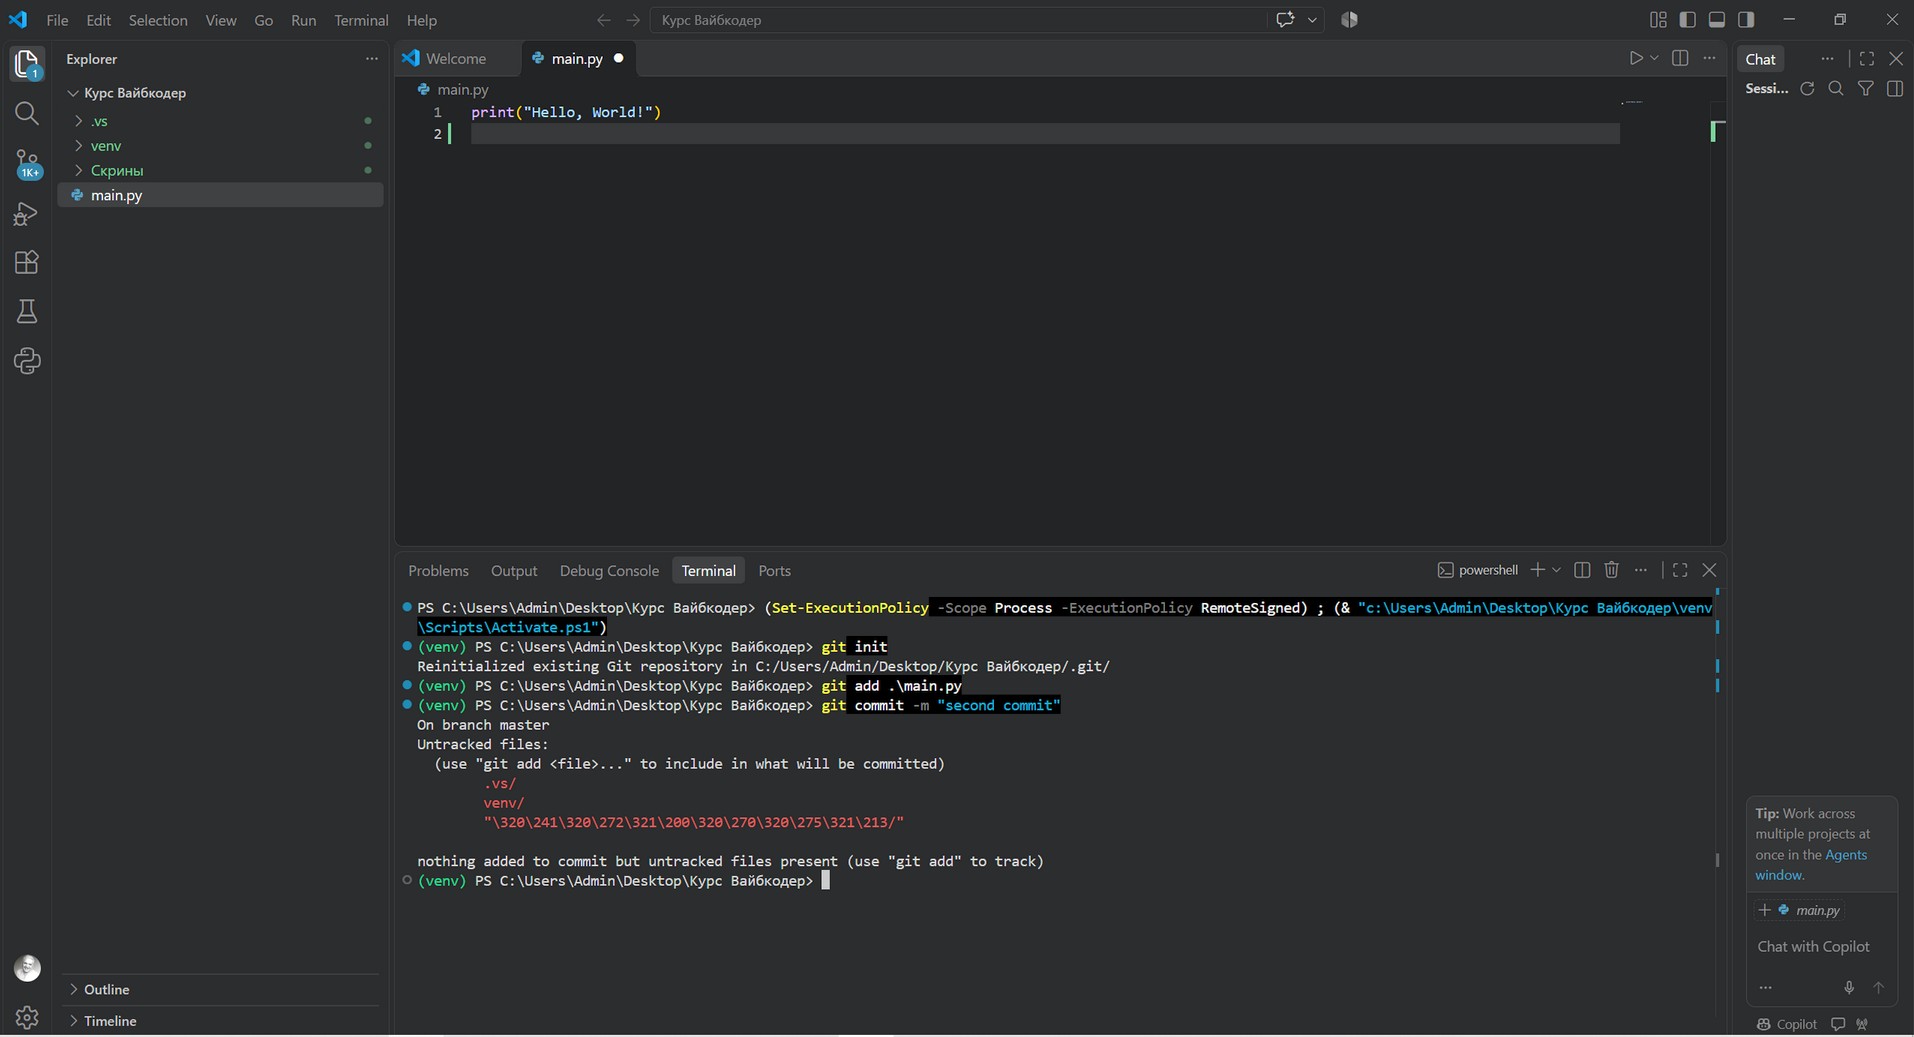 File Edit Selection View Go Run Terminal Help
Курс Вайбкодер
Explorer
1
Курс Вайбкодер
.vs
venv
Скрины
main.py
1K+
Outline
Timeline
Welcome
main.py
main.py
1 print("Hello, World!")
2
Problems Output Debug Console Terminal Ports
powershell
PS C:\Users\Admin\Desktop\Курс Вайбкодер> (Set-ExecutionPolicy -Scope Process -ExecutionPolicy RemoteSigned) ; (& "c:\Users\Admin\Desktop\Курс Вайбкодер\venv
\Scripts\Activate.ps1")
(venv) PS C:\Users\Admin\Desktop\Курс Вайбкодер> git init
Reinitialized existing Git repository in C:/Users/Admin/Desktop/Курс Вайбкодер/.git/
(venv) PS C:\Users\Admin\Desktop\Курс Вайбкодер> git add .\main.py
(venv) PS C:\Users\Admin\Desktop\Курс Вайбкодер> git commit -m "second commit"
On branch master
Untracked files:
(use "git add <file>..." to include in what will be committed)
.vs/
venv/
"\320\241\320\272\321\200\320\270\320\275\321\213/"
nothing added to commit but untracked files present (use "git add" to track)
(venv) PS C:\Users\Admin\Desktop\Курс Вайбкодер>
Chat
Sessi...
Tip: Work across
multiple projects at
once in the Agents
window.
main.py
Chat with Copilot
Copilot